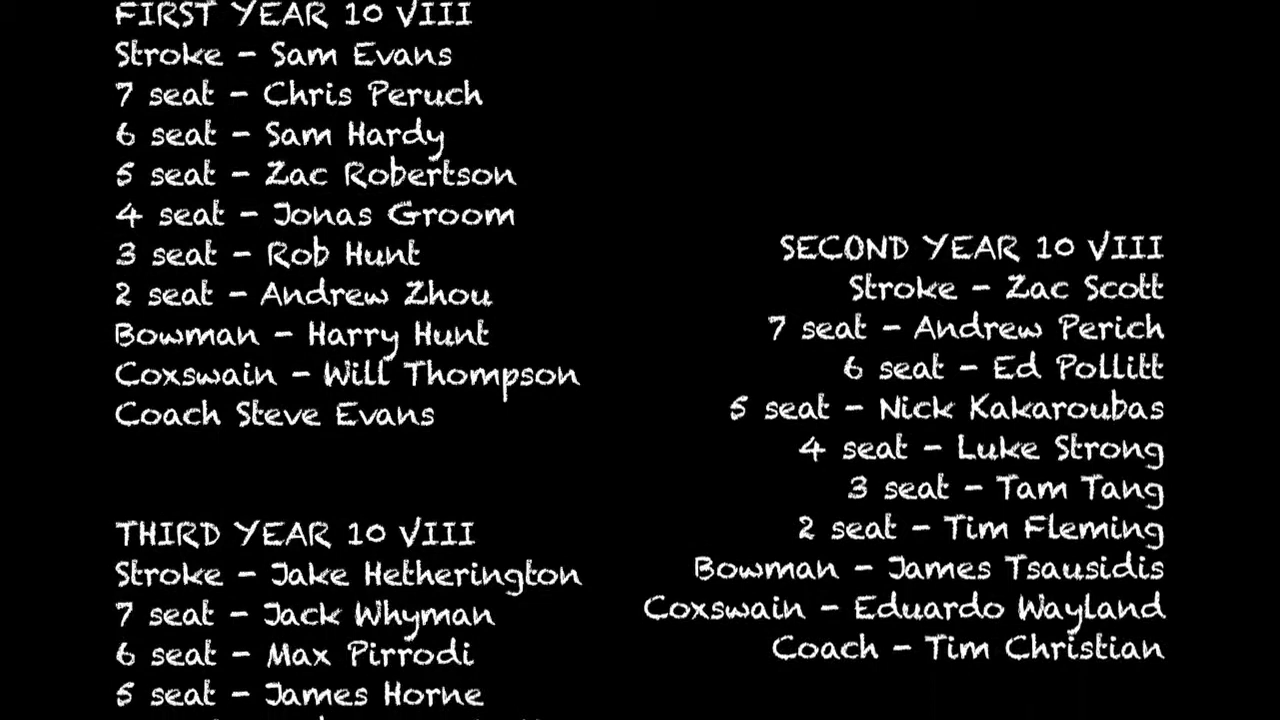 FIRST YEAR 10 VIII
Stroke - Sam Evans
7 seat - Chris Peruch
6 seat - Sam Hardy
5 seat - Zac Robertson
4 seat - Jonas Groom
3 seat - Rob Hunt
2 seat - Andrew Zhou
Bowman - Harry Hunt
Coxswain - Will Thompson
Coach Steve Evans
SECOND YEAR 10 VIII
Stroke - Zac Scott
7 seat - Andrew Perich
6 seat - Ed Pollitt
5 seat - Nick Kakaroubas
4 seat - Luke Strong
3 seat - Tam Tang
2 seat - Tim Fleming
Bowman - James Tsausidis
Coxswain - Eduardo Wayland
Coach - Tim Christian
THIRD YEAR 10 VIII
Stroke - Jake Hetherington
7 seat - Jack Whyman
6 seat - Max Pirrodi
5 seat - James Horne